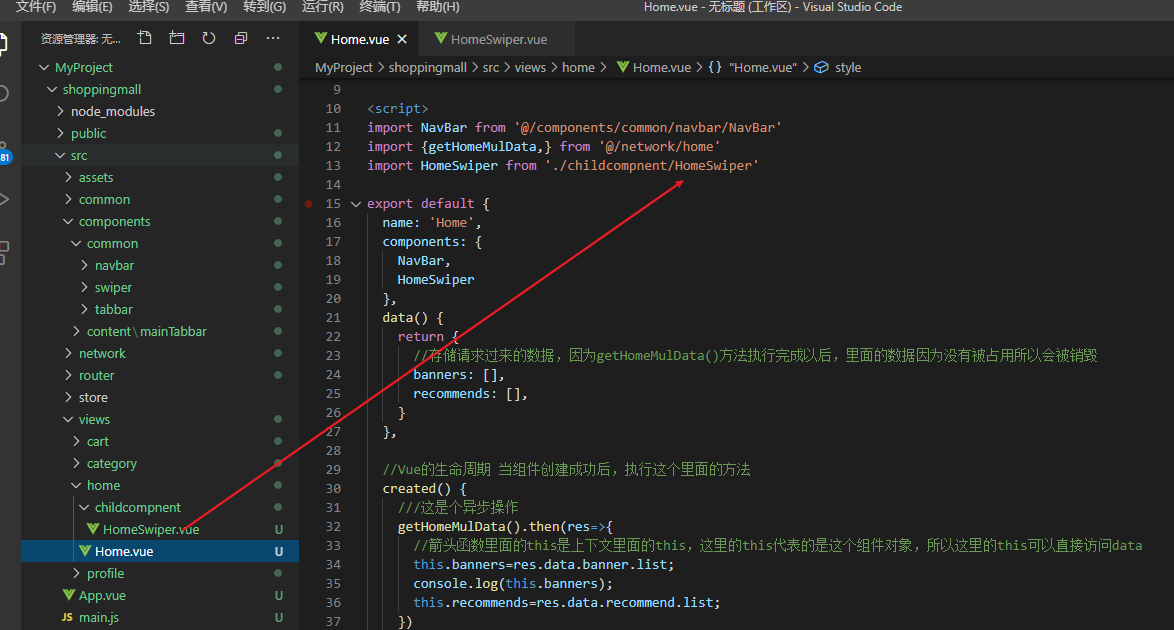 文件(F) 编辑(E) 选择(S) 查看(V) 转到(G) 运行(R) 终端(T) 帮助(H) Home.vue - 无标题 (工作区) - Visual Studio Code
资源管理器: 无... ···
Home.vue HomeSwiper.vue
MyProject > shoppingmall > src > views > home > Home.vue > {} "Home.vue" > style
MyProject
shoppingmall
node_modules
public
src
assets
common
components
common
navbar
swiper
tabbar
content\mainTabbar
network
router
store
views
cart
category
home
childcompnent
HomeSwiper.vue U
Home.vue U
profile
App.vue U
JS main.js U
81
9
10 <script>
11 import NavBar from '@/components/common/navbar/NavBar'
12 import {getHomeMulData,} from '@/network/home'
13 import HomeSwiper from './childcompnent/HomeSwiper'
14
15 export default {
16 name: 'Home',
17 components: {
18 NavBar,
19 HomeSwiper
20 },
21 data() {
22 return {
23 //存储请求过来的数据，因为getHomeMulData()方法执行完成以后，里面的数据因为没有被占用所以会被销毁
24 banners: [],
25 recommends: [],
26 }
27 },
28
29 //Vue的生命周期 当组件创建成功后，执行这个里面的方法
30 created() {
31 ///这是个异步操作
32 getHomeMulData().then(res=>{
33 //箭头函数里面的this是上下文里面的this，这里的this代表的是这个组件对象，所以这里的this可以直接访问data
34 this.banners=res.data.banner.list;
35 console.log(this.banners);
36 this.recommends=res.data.recommend.list;
37 })